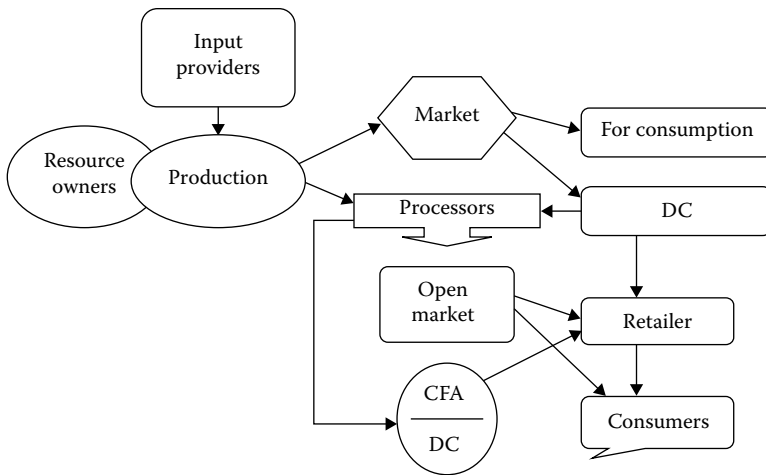 Input
providers
Market
For consumption
Resource
owners
Production
Processors
DC
Open
market
Retailer
CFA
DC
Consumers